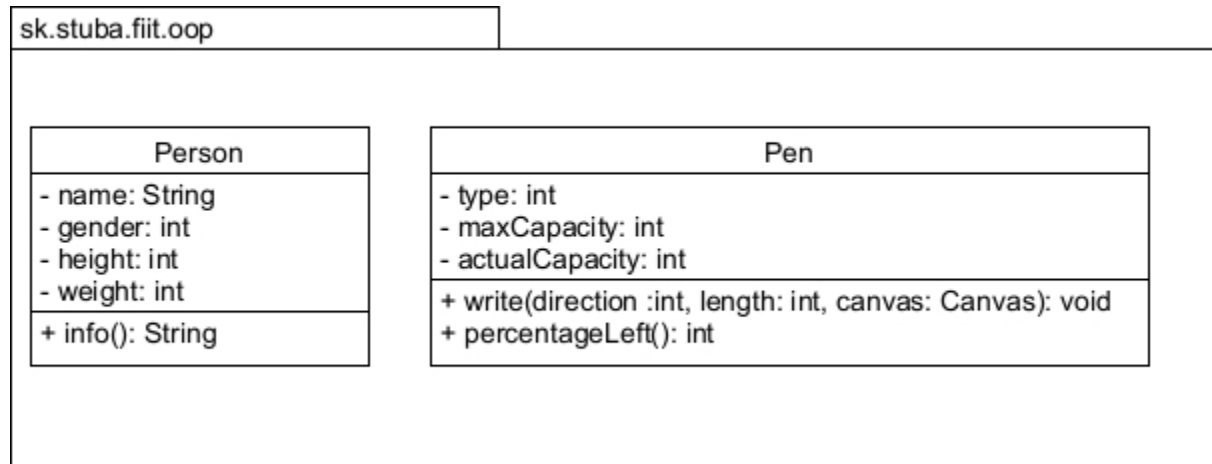 sk.stuba.fiit.oop
Person
- name: String
- gender: int
- height: int
- weight: int
+ info(): String
Pen
- type: int
- maxCapacity: int
- actualCapacity: int
+ write(direction :int, length: int, canvas: Canvas): void
+ percentageLeft(): int